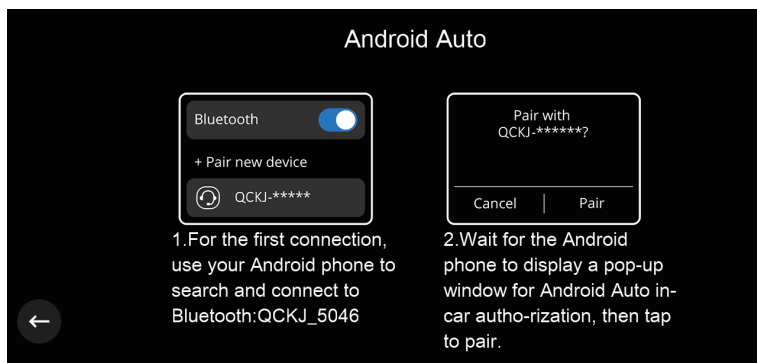 Android Auto
Bluetooth
+ Pair new device
QCKJ-*****
1.For the first connection,
use your Android phone to
search and connect to
Bluetooth:QCKJ_5046
Pair with
QCKJ-******?
Cancel | Pair
2.Wait for the Android
phone to display a pop-up
window for Android Auto in-
car autho-rization, then tap
to pair.